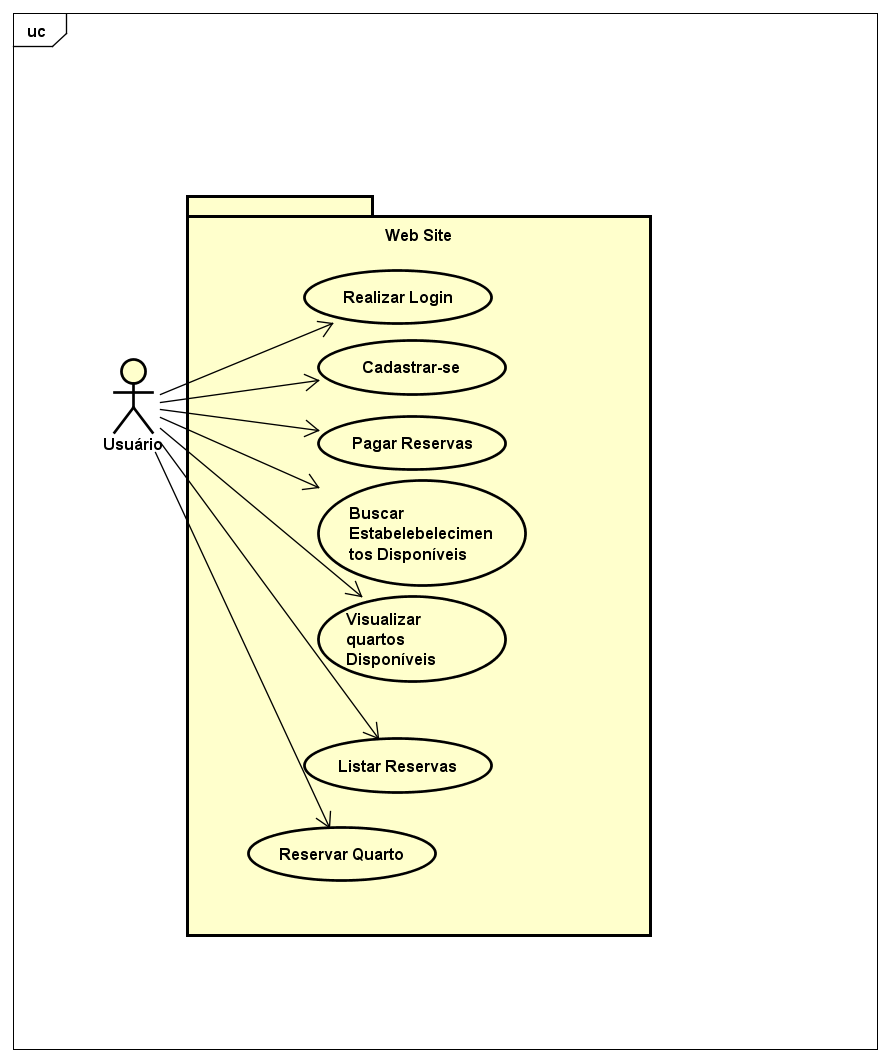 uc
Web Site
Realizar Login
Cadastrar-se
Usuário
Pagar Reservas
Buscar
Estabelebelecimen
tos Disponíveis
Visualizar
quartos
Disponíveis
Listar Reservas
Reservar Quarto